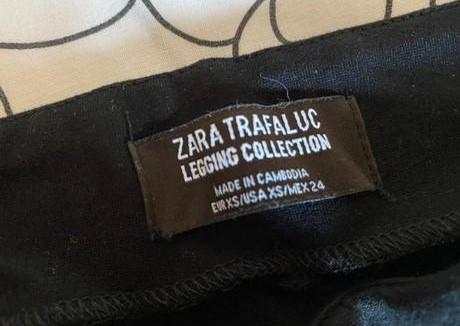 ZARA TRAFALUC
LEGGING COLLECTION
MADE IN CAMBODIA
EUR XS/USA XS/MEX 24